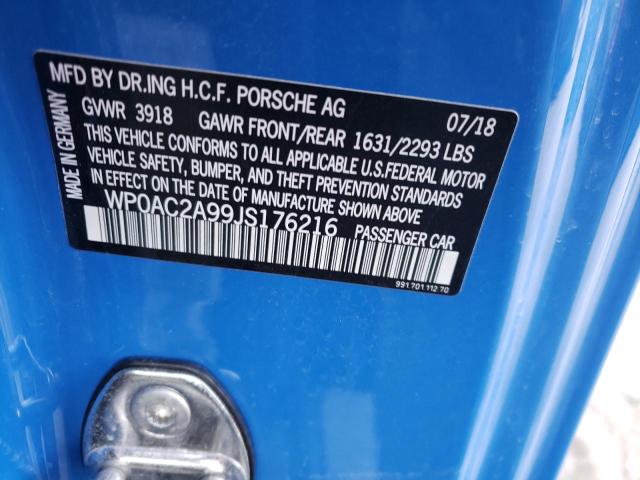 MFD BY DR.ING H.C.F. PORSCHE AG 07/18
MADE IN GERMANY
GVWR 3918 GAWR FRONT/REAR 1631/2293 LBS
THIS VEHICLE CONFORMS TO ALL APPLICABLE U.S.FEDERAL MOTOR
VEHICLE SAFETY, BUMPER, AND THEFT PREVENTION STANDARDS
IN EFFECT ON THE DATE OF MANUFACTURE SHOWN ABOVE
WP0AC2A99JS176216 PASSENGER CAR
991.701.112.70